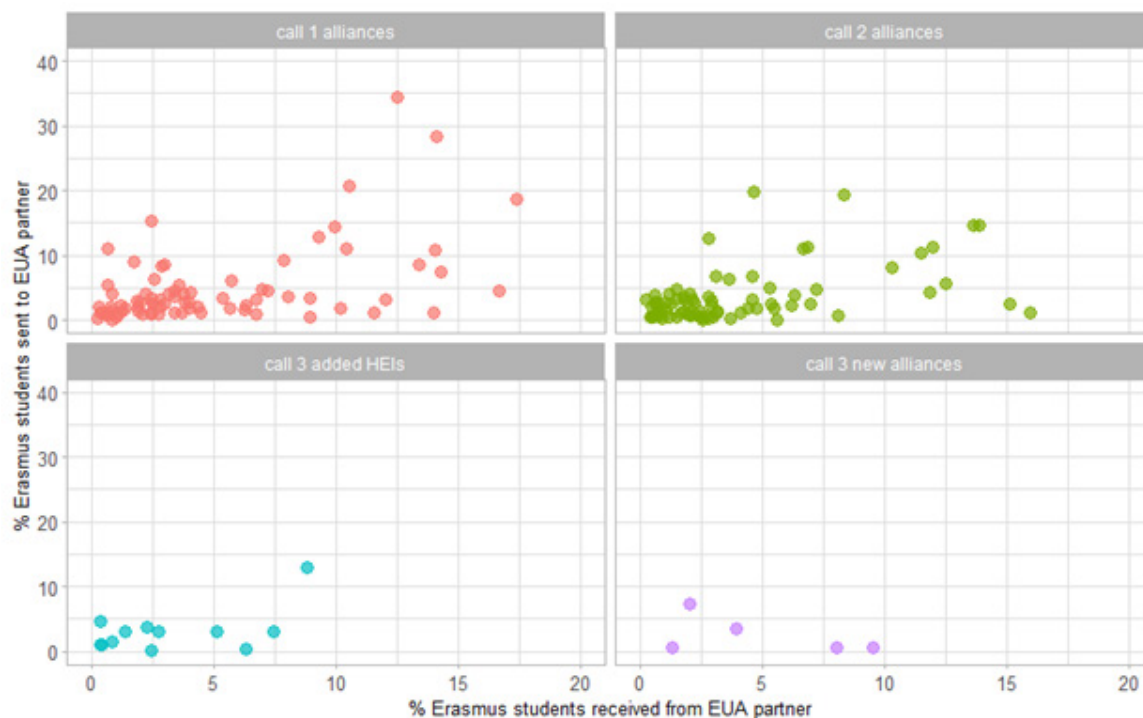 call 1 alliances
call 2 alliances
40
30
20
10
0
call 3 added HEIs
call 3 new alliances
40
30
20
10
0
0 5 10 15 20
0 5 10 15 20
% Erasmus students sent to EUA partner
% Erasmus students received from EUA partner